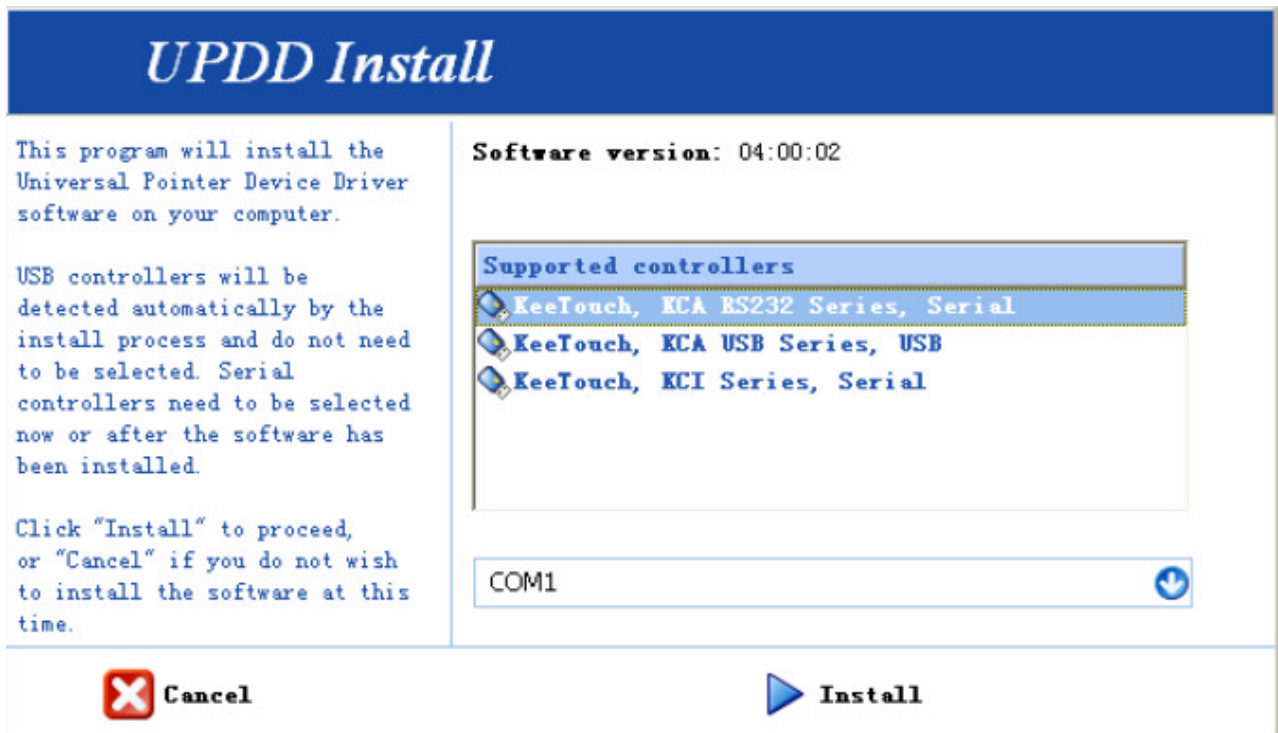 UPDD Install
This program will install the
Universal Pointer Device Driver
software on your computer.
USB controllers will be
detected automatically by the
install process and do not need
to be selected. Serial
controllers need to be selected
now or after the software has
been installed.
Click "Install" to proceed,
or "Cancel" if you do not wish
to install the software at this
time.
Software version: 04:00:02
Supported controllers
KeeTouch, KCA RS232 Series, Serial
KeeTouch, KCA USB Series, USB
KeeTouch, KCI Series, Serial
COM1
Cancel
Install